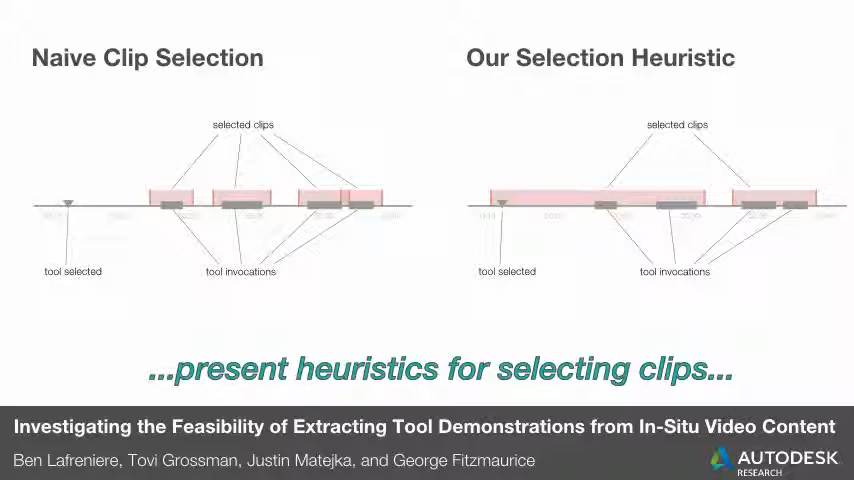 Naive Clip Selection
Our Selection Heuristic
selected clips
selected clips
tool selected
tool invocations
tool selected
tool invocations
...present heuristics for selecting clips...
Investigating the Feasibility of Extracting Tool Demonstrations from In-Situ Video Content
Ben Lafreniere, Tovi Grossman, Justin Matejka, and George Fitzmaurice
AUTODESK
RESEARCH